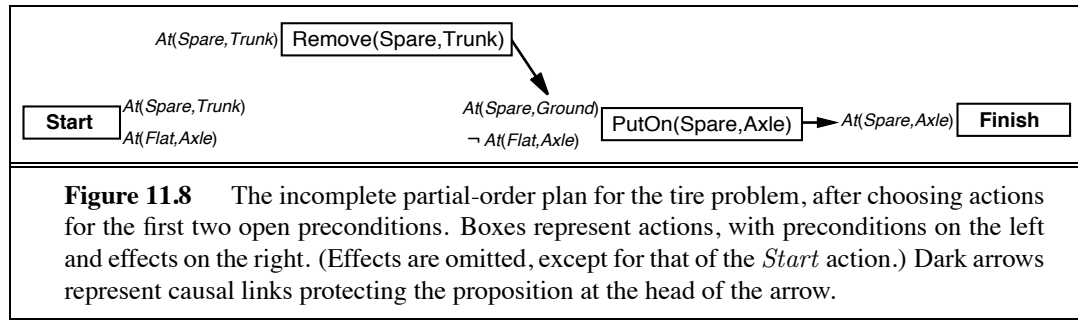 At(Spare,Trunk) Remove(Spare,Trunk)
Start At(Spare,Trunk) At(Flat,Axle)
At(Spare,Ground) ¬ At(Flat,Axle) PutOn(Spare,Axle) At(Spare,Axle) Finish
Figure 11.8 The incomplete partial-order plan for the tire problem, after choosing actions
for the first two open preconditions. Boxes represent actions, with preconditions on the left
and effects on the right. (Effects are omitted, except for that of the Start action.) Dark arrows
represent causal links protecting the proposition at the head of the arrow.